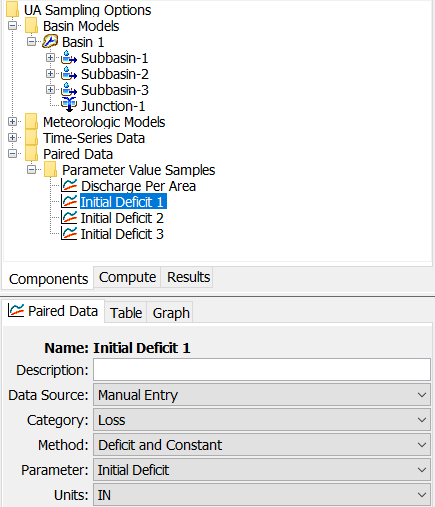 UA Sampling Options
Basin Models
Basin 1
Subbasin-1
Subbasin-2
Subbasin-3
Junction-1
Meteorologic Models
Time-Series Data
Paired Data
Parameter Value Samples
Discharge Per Area
Initial Deficit 1
Initial Deficit 2
Initial Deficit 3
Components Compute Results
Paired Data Table Graph
Name: Initial Deficit 1
Description:
Data Source: Manual Entry
Category: Loss
Method: Deficit and Constant
Parameter: Initial Deficit
Units: IN